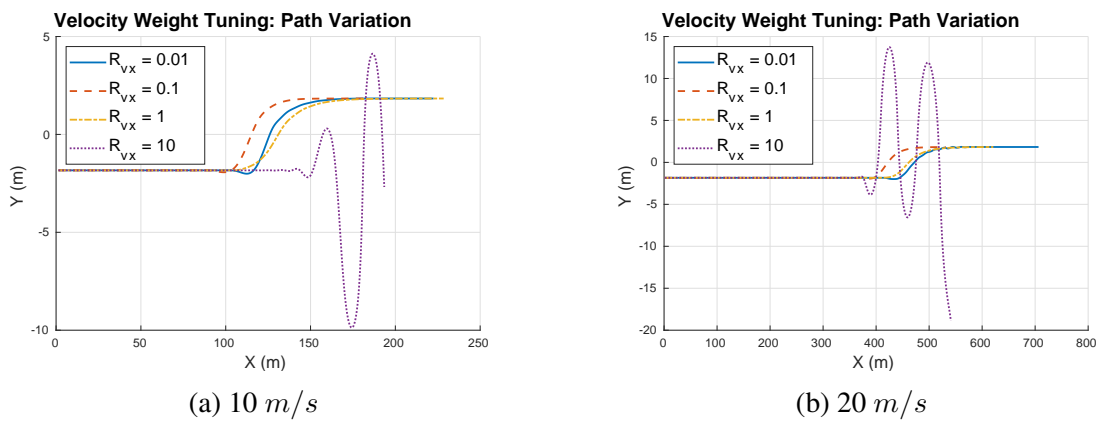 Velocity Weight Tuning: Path Variation
R_vx = 0.01
R_vx = 0.1
R_vx = 1
R_vx = 10
Y (m)
5
0
-5
-10
0 50 100 150 200 250
X (m)
(a) 10 m/s
Velocity Weight Tuning: Path Variation
R_vx = 0.01
R_vx = 0.1
R_vx = 1
R_vx = 10
Y (m)
15
10
5
0
-5
-10
-15
-20
0 100 200 300 400 500 600 700 800
X (m)
(b) 20 m/s